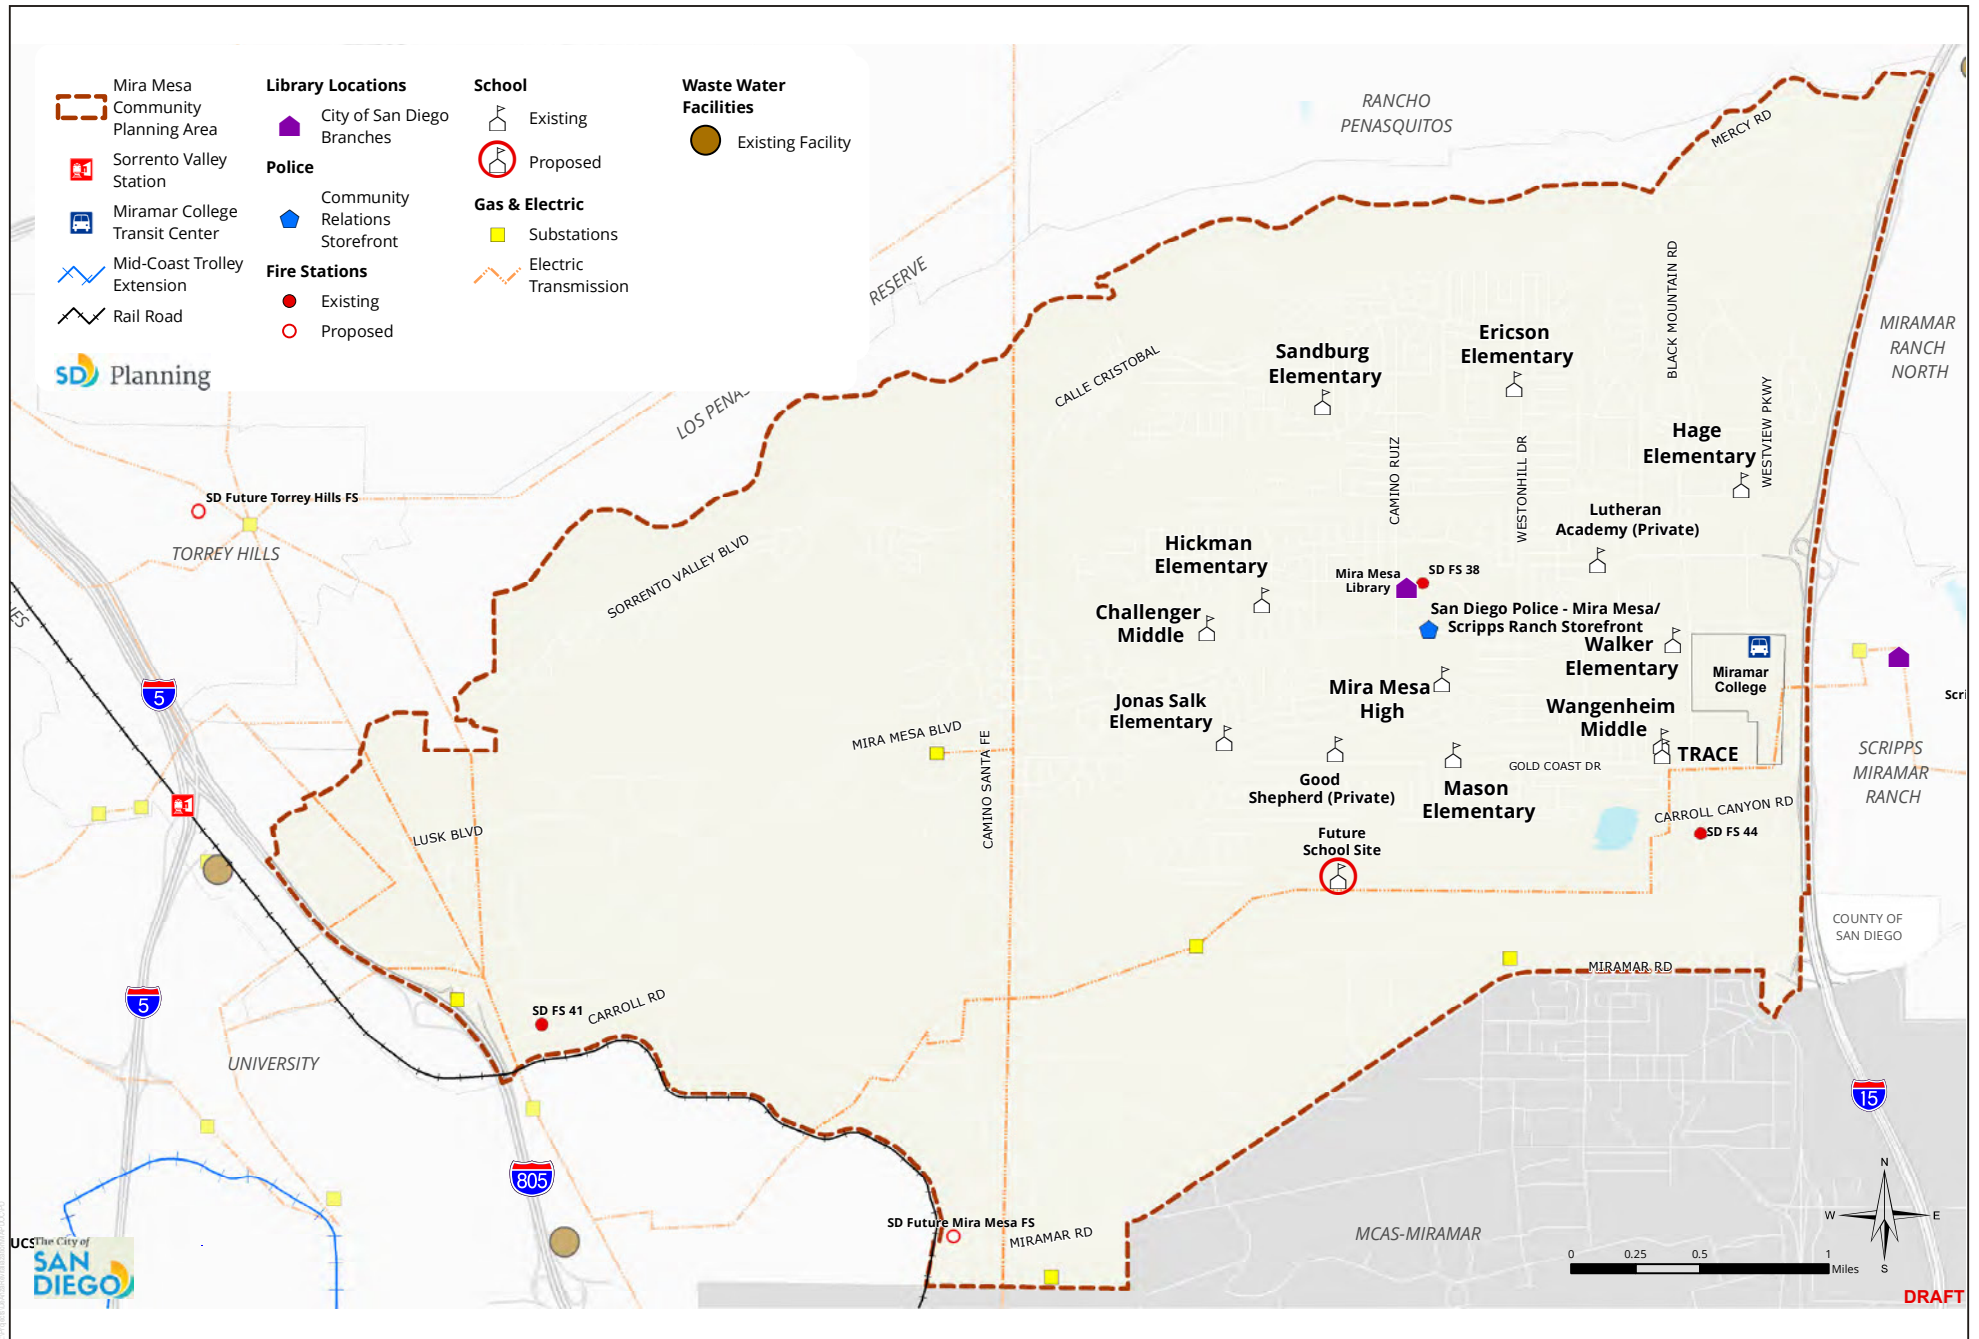 Mira Mesa
Community
Planning Area
Sorrento Valley
Station
Miramar College
Transit Center
Mid-Coast Trolley
Extension
Rail Road
SD Planning
Library Locations
City of San Diego
Branches
Police
Community
Relations
Storefront
Fire Stations
Existing
Proposed
School
Existing
Proposed
Gas & Electric
Substations
Electric
Transmission
Waste Water
Facilities
Existing Facility
RANCHO
PENASQUITOS
MERCY RD
RESERVE
LOS PENAS
BLACK MOUNTAIN RD
MIRAMAR
RANCH
NORTH
CALLE CRISTOBAL
Sandburg
Elementary
Ericson
Elementary
WESTVIEW PKWY
Hage
Elementary
CAMINO RUIZ
WESTONHILL DR
SD Future Torrey Hills FS
TORREY HILLS
SORRENTO VALLEY BLVD
Lutheran
Academy (Private)
Hickman
Elementary
Mira Mesa
Library
SD FS 38
Challenger
Middle
San Diego Police - Mira Mesa/
Scripps Ranch Storefront
Walker
Elementary
Miramar
College
5
Jonas Salk
Elementary
Mira Mesa
High
Wangenheim
Middle
Scri
MIRA MESA BLVD
CAMINO SANTA FE
TRACE
GOLD COAST DR
Good
Shepherd (Private)
Mason
Elementary
SCRIPPS
MIRAMAR
RANCH
LUSK BLVD
CARROLL CANYON RD
SD FS 44
Future
School Site
COUNTY OF
SAN DIEGO
MIRAMAR RD
5
SD FS 41
CARROLL RD
UNIVERSITY
15
805
SD Future Mira Mesa FS
MIRAMAR RD
MCAS-MIRAMAR
N
W
E
S
0
0.25
0.5
1
Miles
UCS
The City of
SAN
DIEGO
DRAFT